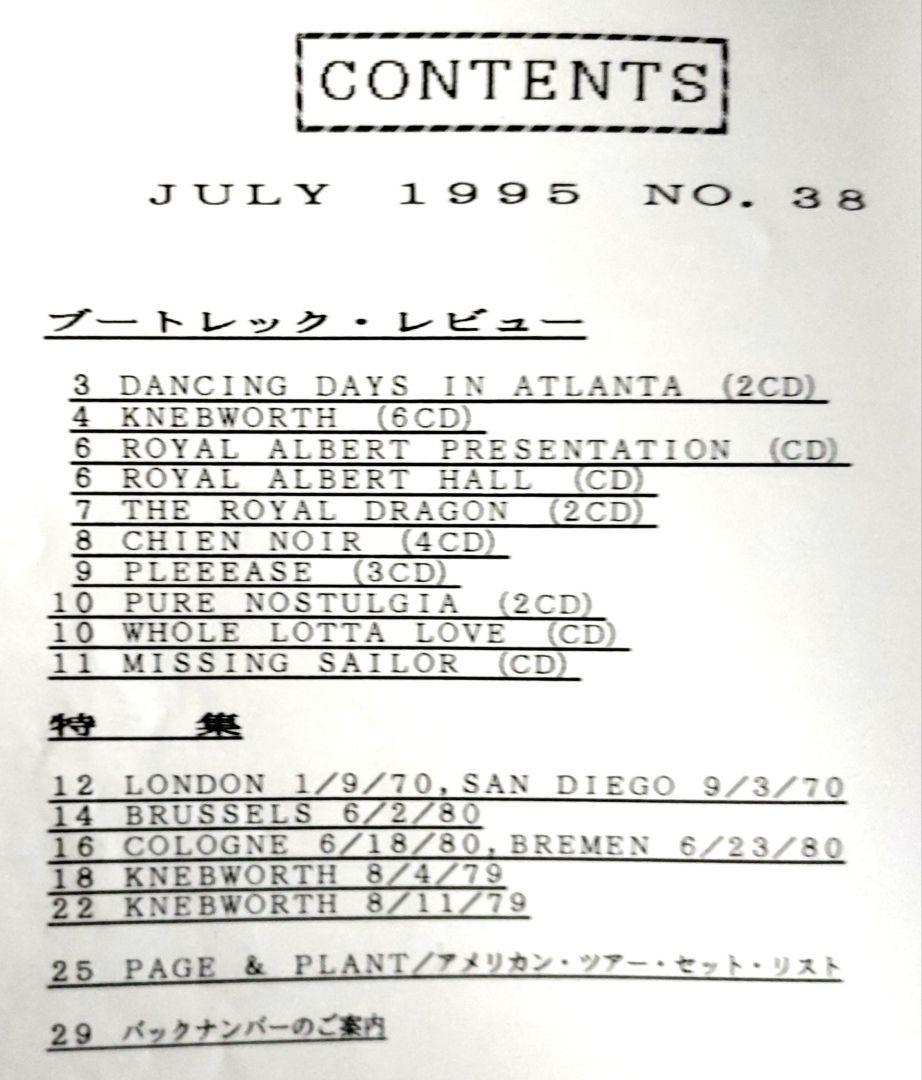 CONTENTS
JULY 1995 NO. 38
ブートレック・レビュー
3 DANCING DAYS IN ATLANTA (2CD)
4 KNEBWORTH (6CD)
6 ROYAL ALBERT PRESENTATION (CD)
6 ROYAL ALBERT HALL (CD)
7 THE ROYAL DRAGON (2CD)
8 CHIEN NOIR (4CD)
9 PLEEEASE (3CD)
10 PURE NOSTULGIA (2CD)
10 WHOLE LOTTA LOVE (CD)
11 MISSING SAILOR (CD)
特 集
12 LONDON 1/9/70, SAN DIEGO 9/3/70
14 BRUSSELS 6/2/80
16 COLOGNE 6/18/80, BREMEN 6/23/80
18 KNEBWORTH 8/4/79
22 KNEBWORTH 8/11/79
25 PAGE & PLANT/アメリカン・ツアー・セット・リスト
29 バックナンバーのご案内